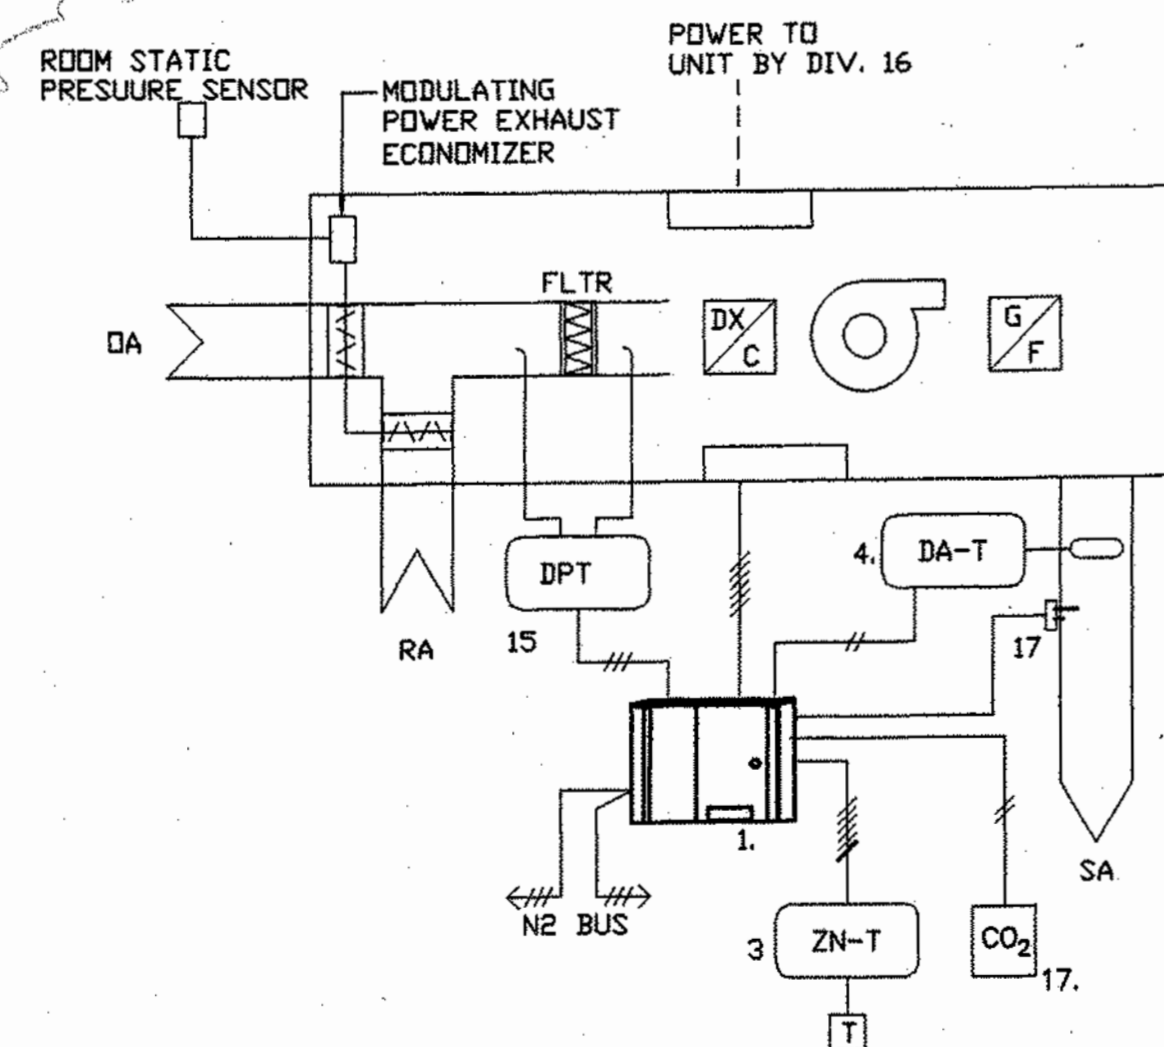 ROOM STATIC
PRESUURE SENSOR
MODULATING
POWER EXHAUST
ECONOMIZER
POWER TO
UNIT BY DIV. 16
FLTR
OA
DX
C
G
F
RA
DPT
15
4.
DA-T
17
1.
SA
N2 BUS
3
ZN-T
CO₂
17.
T